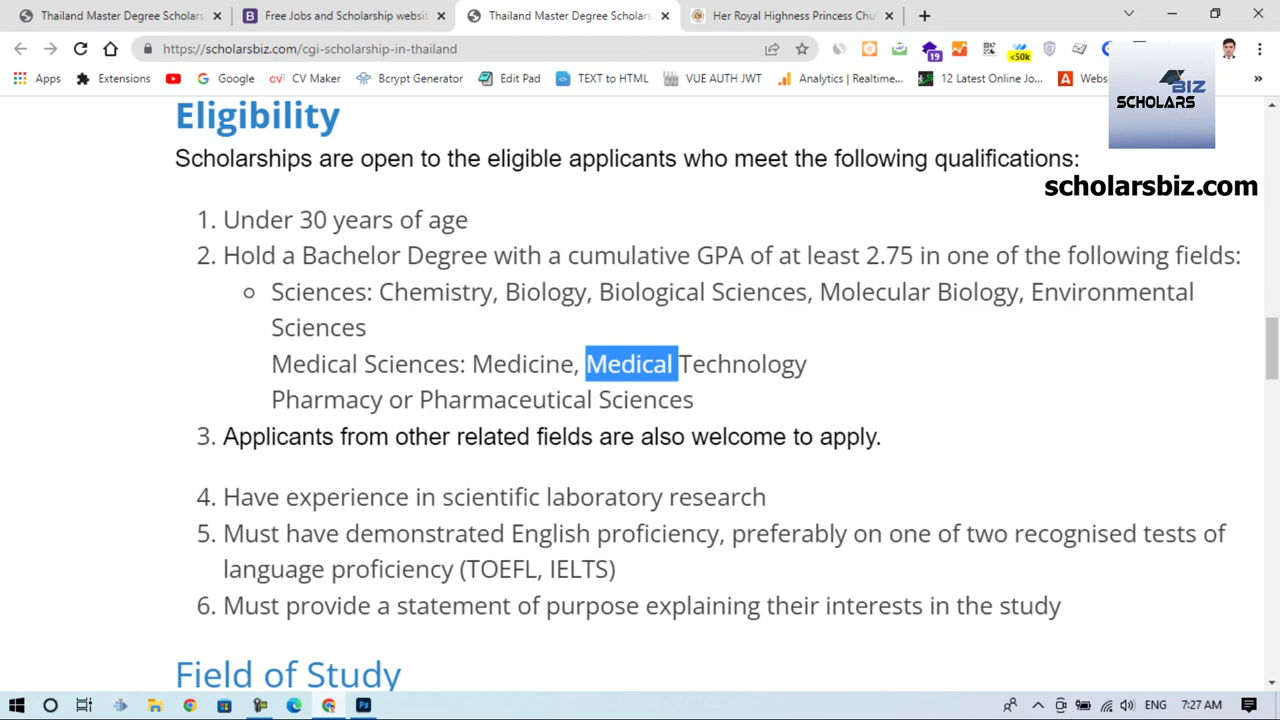 Thailand Master Degree Scholars
Free Jobs and Scholarship websit
Thailand Master Degree Scholars
Her Royal Highness Princess Chul
https://scholarsbiz.com/cgi-scholarship-in-thailand
19
<50k
Apps
Extensions
Google
CV Maker
Bcrypt Generator
Edit Pad
TEXT to HTML
VUE AUTH JWT
Analytics | Realtime...
12 Latest Online Jo...
Webs
BIZ
SCHOLARS
scholarsbiz.com
Eligibility
Scholarships are open to the eligible applicants who meet the following qualifications:
1. Under 30 years of age
2. Hold a Bachelor Degree with a cumulative GPA of at least 2.75 in one of the following fields:
Sciences: Chemistry, Biology, Biological Sciences, Molecular Biology, Environmental
Sciences
Medical Sciences: Medicine, Medical Technology
Pharmacy or Pharmaceutical Sciences
3. Applicants from other related fields are also welcome to apply.
4. Have experience in scientific laboratory research
5. Must have demonstrated English proficiency, preferably on one of two recognised tests of
language proficiency (TOEFL, IELTS)
6. Must provide a statement of purpose explaining their interests in the study
Field of Study
ENG
7:27 AM